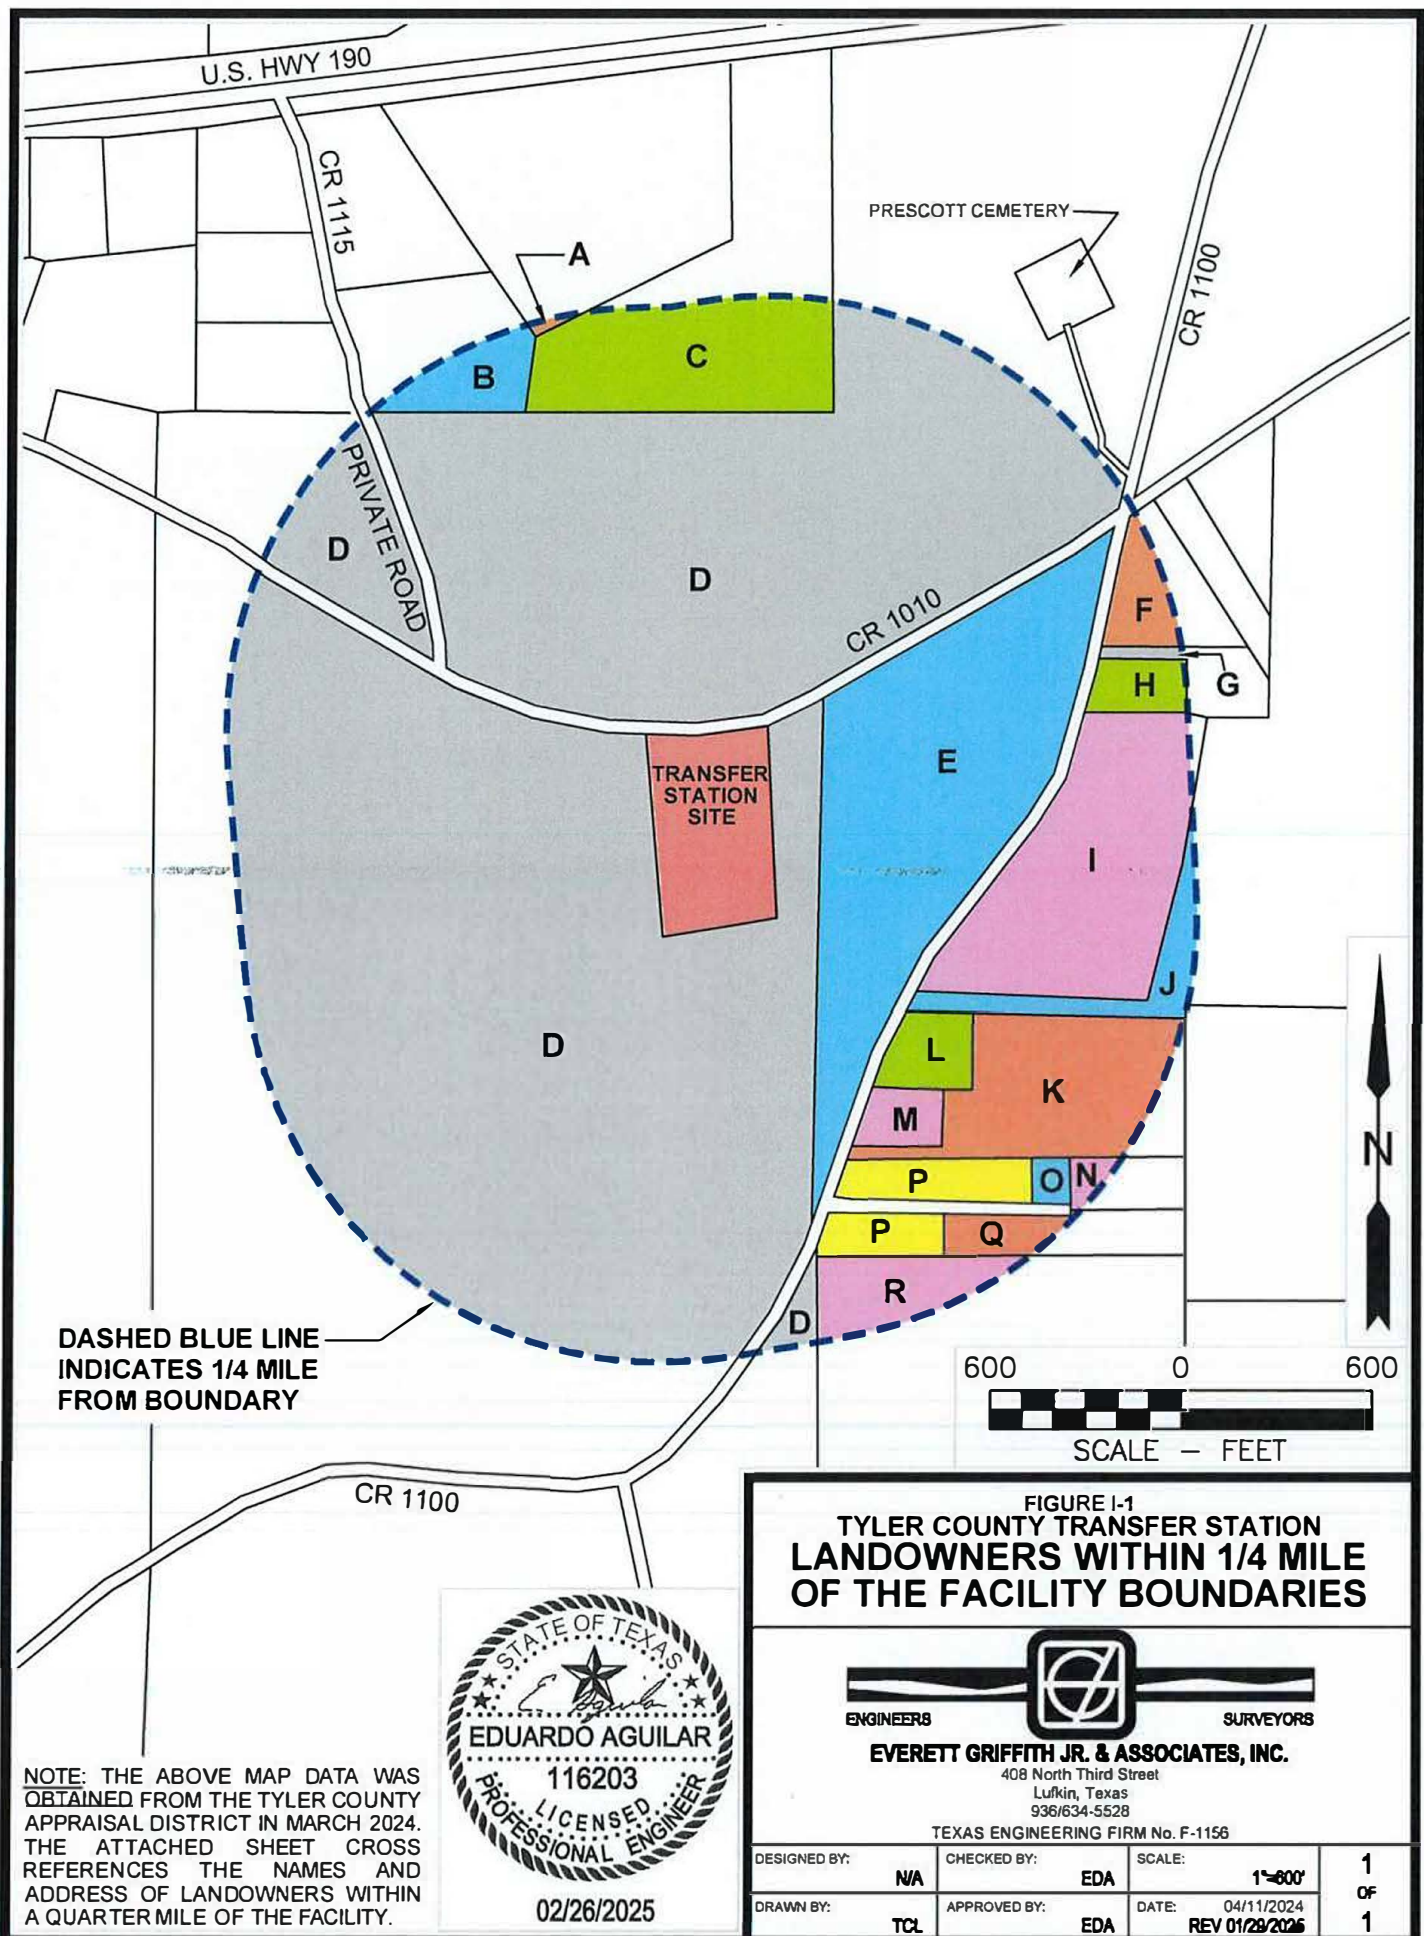 U.S. HWY 190
CR 1115
PRESCOTT CEMETERY
A
CR 1100
C
B
PRIVATE ROAD
D
D
CR 1010
F
G
H
E
TRANSFER
STATION
SITE
I
J
D
L
K
M
P
O
N
P
Q
R
D
DASHED BLUE LINE
INDICATES 1/4 MILE
FROM BOUNDARY
N
600 0 600
SCALE - FEET
CR 1100
FIGURE I-1
TYLER COUNTY TRANSFER STATION
LANDOWNERS WITHIN 1/4 MILE
OF THE FACILITY BOUNDARIES
ENGINEERS
SURVEYORS
EVERETT GRIFFITH JR. & ASSOCIATES, INC.
408 North Third Street
Lufkin, Texas
936/634-5528
TEXAS ENGINEERING FIRM No. F-1156
DESIGNED BY: N/A
CHECKED BY: EDA
SCALE: 1"=600'
1
OF
1
DRAWN BY: TCL
APPROVED BY: EDA
DATE: 04/11/2024
REV
STATE OF TEXAS
EDUARDO AGUILAR
116203
LICENSED
PROFESSIONAL ENGINEER
02/26/2025
NOTE: THE ABOVE MAP DATA WAS
OBTAINED FROM THE TYLER COUNTY
APPRAISAL DISTRICT IN MARCH 2024.
THE ATTACHED SHEET CROSS
REFERENCES THE NAMES AND
ADDRESS OF LANDOWNERS WITHIN
A QUARTER MILE OF THE FACILITY.